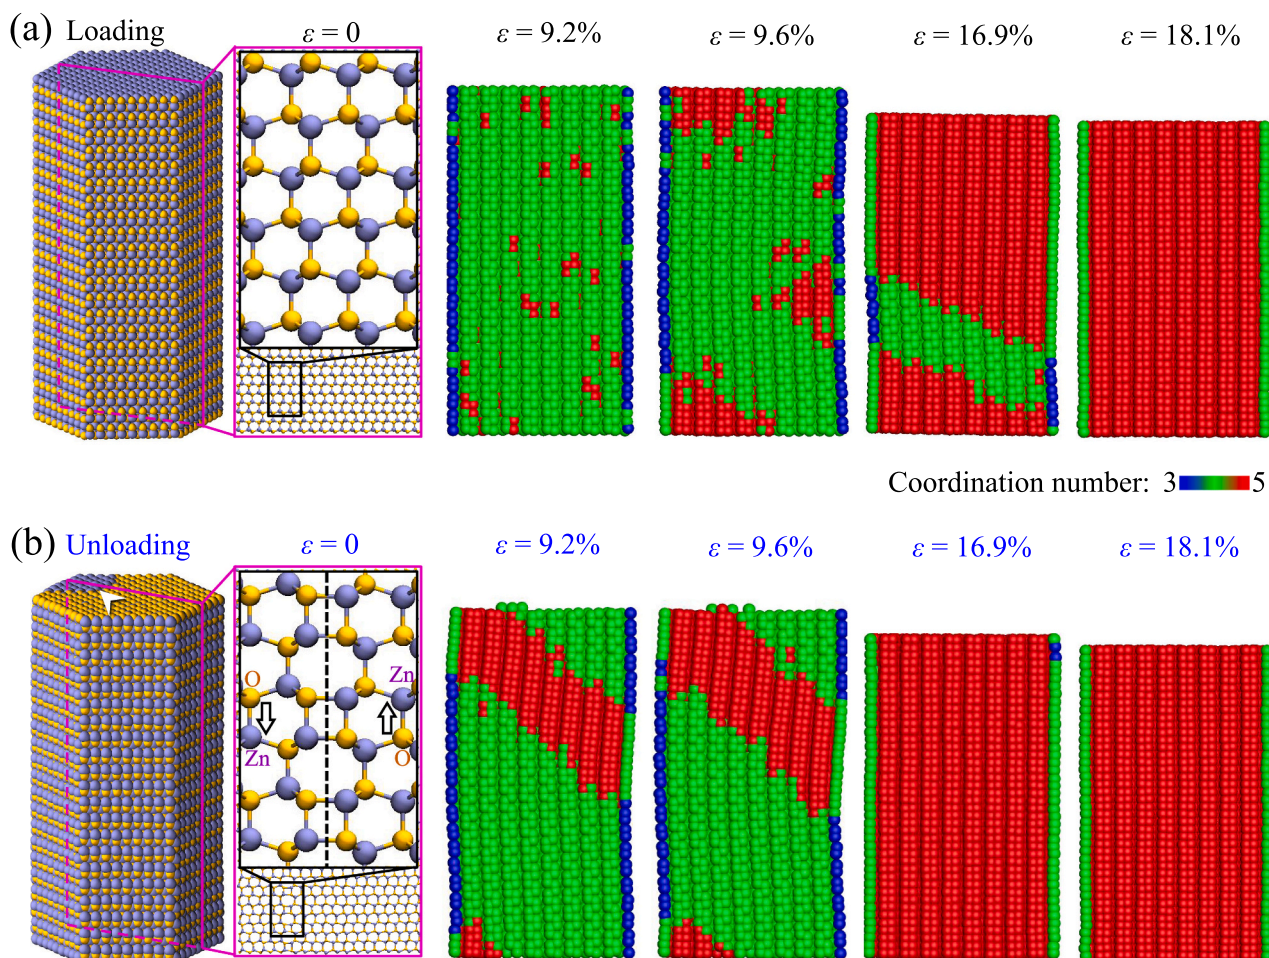 (a) Loading ε = 0 ε = 9.2% ε = 9.6% ε = 16.9% ε = 18.1%
Coordination number: 3 5
(b) Unloading ε = 0 ε = 9.2% ε = 9.6% ε = 16.9% ε = 18.1%
O Zn
Zn O